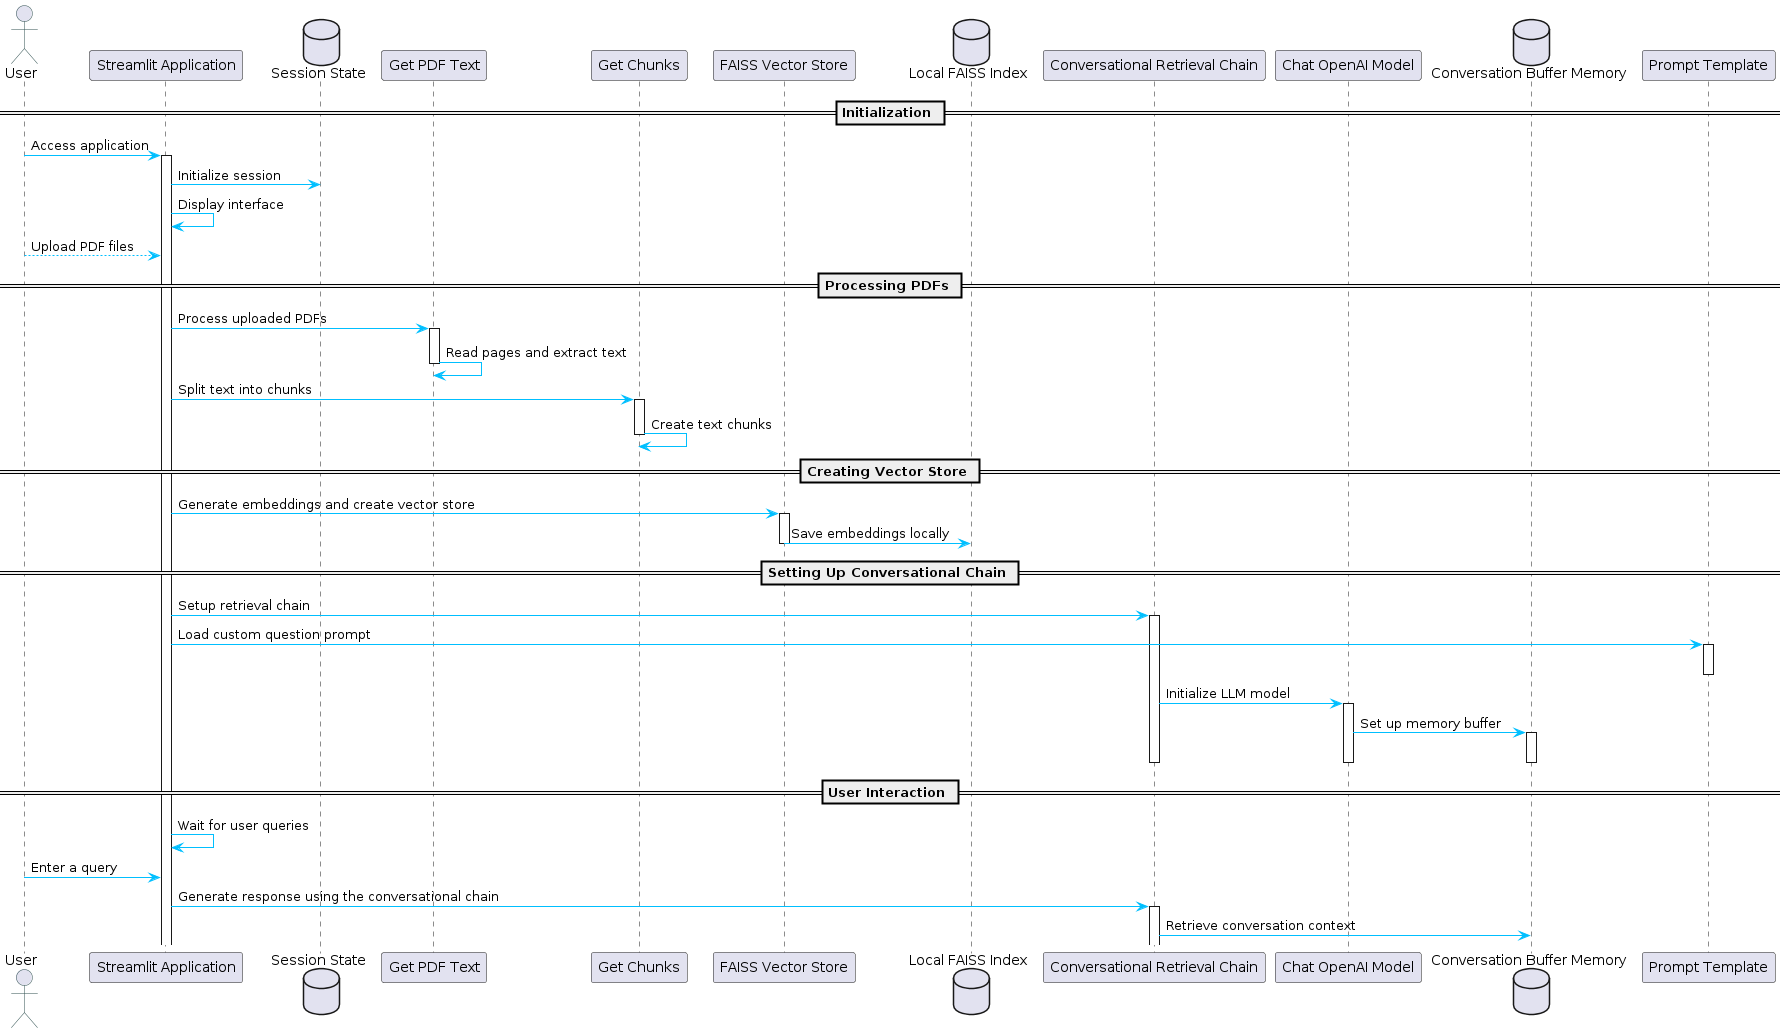 User
Streamlit Application
Session State
Get PDF Text
Get Chunks
FAISS Vector Store
Local FAISS Index
Conversational Retrieval Chain
Chat OpenAI Model
Conversation Buffer Memory
Prompt Template
Initialization
Access application
Initialize session
Display interface
Upload PDF files
Processing PDFs
Process uploaded PDFs
Read pages and extract text
Split text into chunks
Create text chunks
Creating Vector Store
Generate embeddings and create vector store
Save embeddings locally
Setting Up Conversational Chain
Setup retrieval chain
Load custom question prompt
Initialize LLM model
Set up memory buffer
User Interaction
Wait for user queries
Enter a query
Generate response using the conversational chain
Retrieve conversation context
User
Streamlit Application
Session State
Get PDF Text
Get Chunks
FAISS Vector Store
Local FAISS Index
Conversational Retrieval Chain
Chat OpenAI Model
Conversation Buffer Memory
Prompt Template